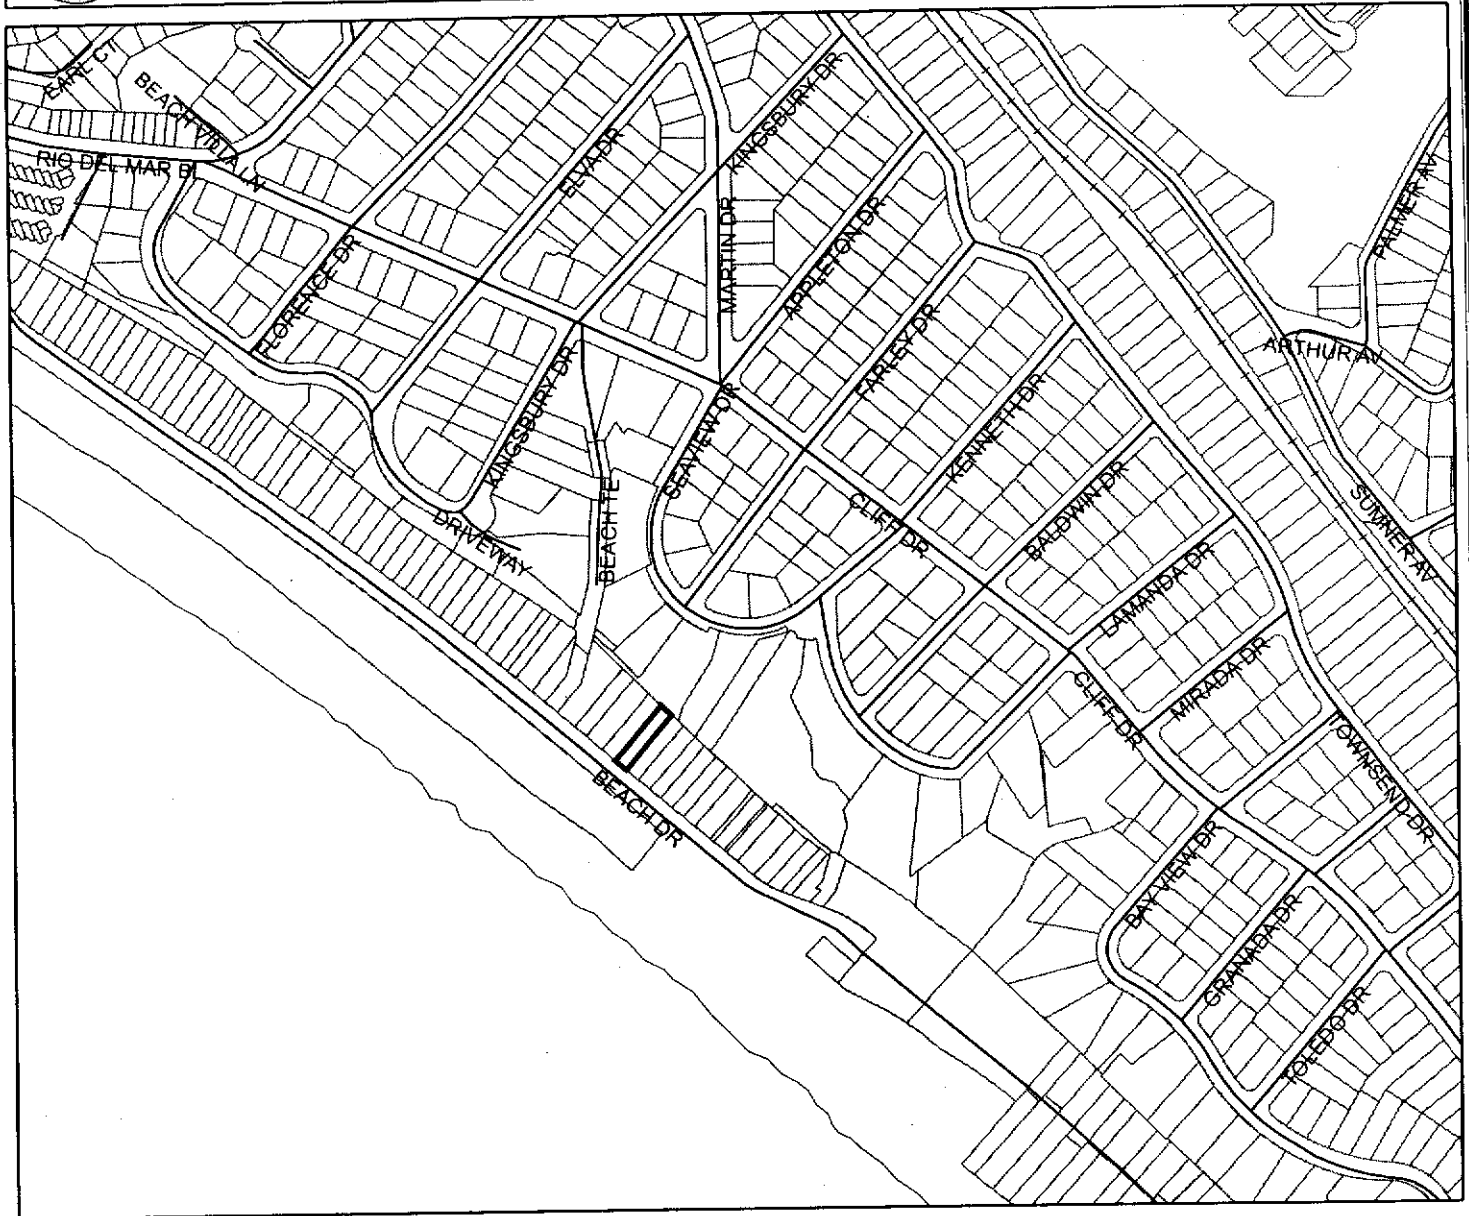 EARL CT
BEACH VILLA LN
RIO DEL MAR BL
KINGSBURY DR
ELVA DR
PALMER AV
MARTIN DR
APPLETON DR
FLORENCE DR
FARLEY DR
ARTHUR AV
KINGSBURY DR
SEAVIEW DR
KENNETH DR
BALDWIN DR
CLIFF DR
SUMNER AV
DRIVEWAY
BEACH TE
LAMANDA DR
MIRADA DR
CLIFF DR
TOWNSEND DR
BEACH DR
BAY VIEW DR
GRANADA DR
TOLEDO DR